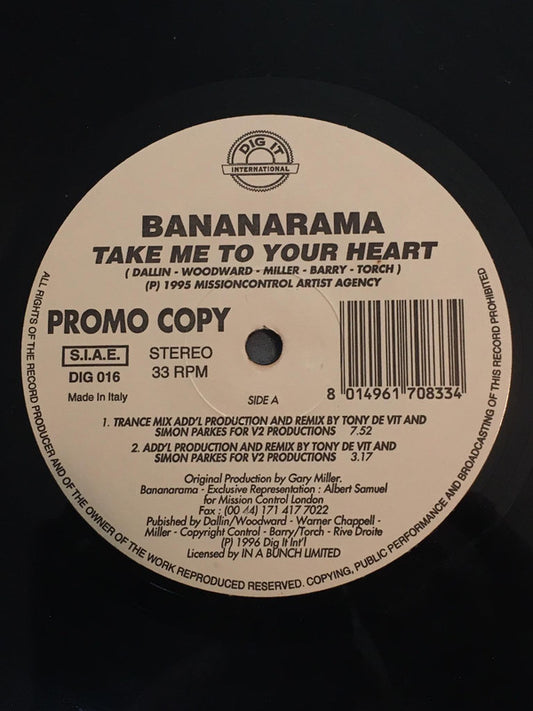 DIG IT
INTERNATIONAL
BANANARAMA
TAKE ME TO YOUR HEART
( DALLIN - WOODWARD - MILLER - BARRY - TORCH )
(P) 1995 MISSIONCONTROL ARTIST AGENCY
PROMO COPY
S.I.A.E.
DIG 016
Made in Italy
STEREO
33 RPM
SIDE A
8 014961 708334
1. TRANCE MIX ADD'L PRODUCTION AND REMIX BY TONY DE VIT AND
SIMON PARKES FOR V2 PRODUCTIONS 7.52
2. ADD'L PRODUCTION AND REMIX BY TONY DE VIT AND
SIMON PARKES FOR V2 PRODUCTIONS 3.17
Original Production by Gary Miller.
Bananarama - Exclusive Representation : Albert Samuel
for Mission Control London
Fax : (00 44) 171 417 7022
Pubished by Dallin/Woodward - Warner Chappell -
Miller - Copyright Control - Barry/Torch - Rive Droite
(P) 1996 Dig It Int'l
Licensed by IN A BUNCH LIMITED
ALL RIGHTS OF THE RECORD PRODUCER AND OF THE OWNER OF THE WORK REPRODUCED RESERVED. COPYING, PUBLIC PERFORMANCE AND BROADCASTING OF THIS RECORD PROHIBITED